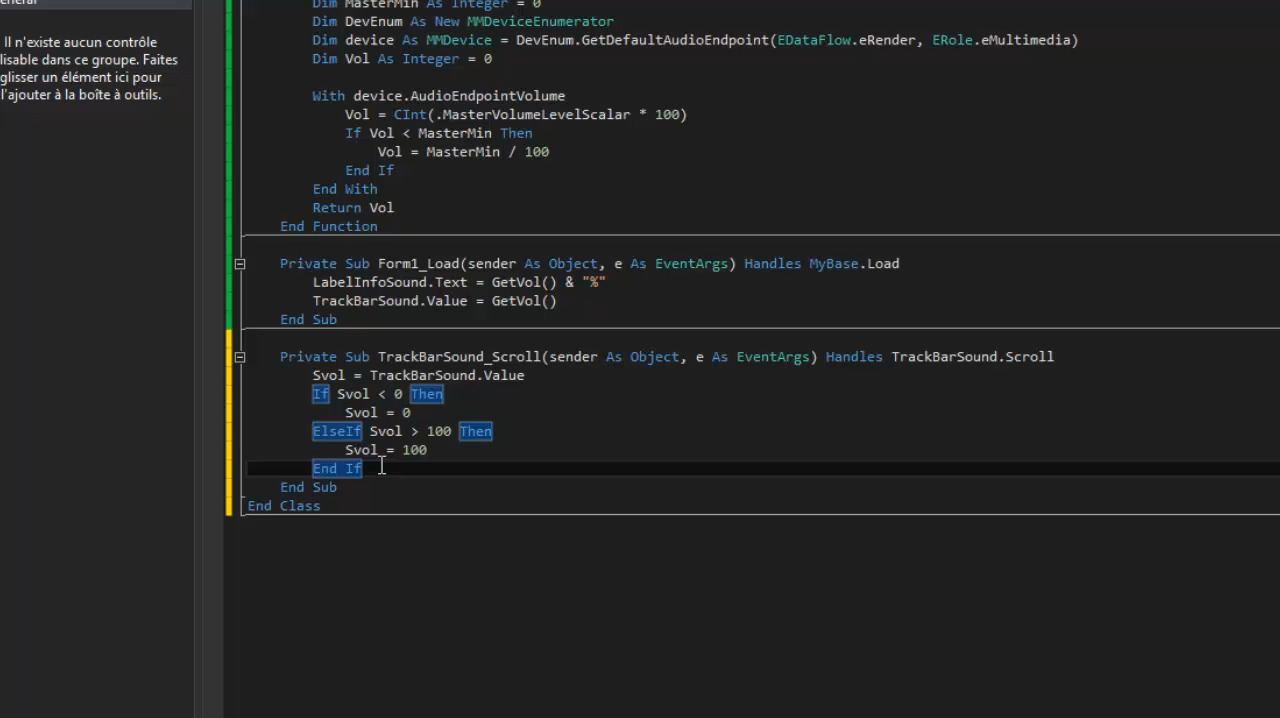 Général
Il n'existe aucun contrôle
lisable dans ce groupe. Faites
glisser un élément ici pour
l'ajouter à la boîte à outils.
Dim MasterMin As Integer = 0
Dim DevEnum As New MMDeviceEnumerator
Dim device As MMDevice = DevEnum.GetDefaultAudioEndpoint(EDataFlow.eRender, ERole.eMultimedia)
Dim Vol As Integer = 0
With device.AudioEndpointVolume
Vol = CInt(.MasterVolumeLevelScalar * 100)
If Vol < MasterMin Then
Vol = MasterMin / 100
End If
End With
Return Vol
End Function
Private Sub Form1_Load(sender As Object, e As EventArgs) Handles MyBase.Load
LabelInfoSound.Text = GetVol() & "%"
TrackBarSound.Value = GetVol()
End Sub
Private Sub TrackBarSound_Scroll(sender As Object, e As EventArgs) Handles TrackBarSound.Scroll
Svol = TrackBarSound.Value
If Svol < 0 Then
Svol = 0
ElseIf Svol > 100 Then
Svol = 100
End If
End Sub
End Class